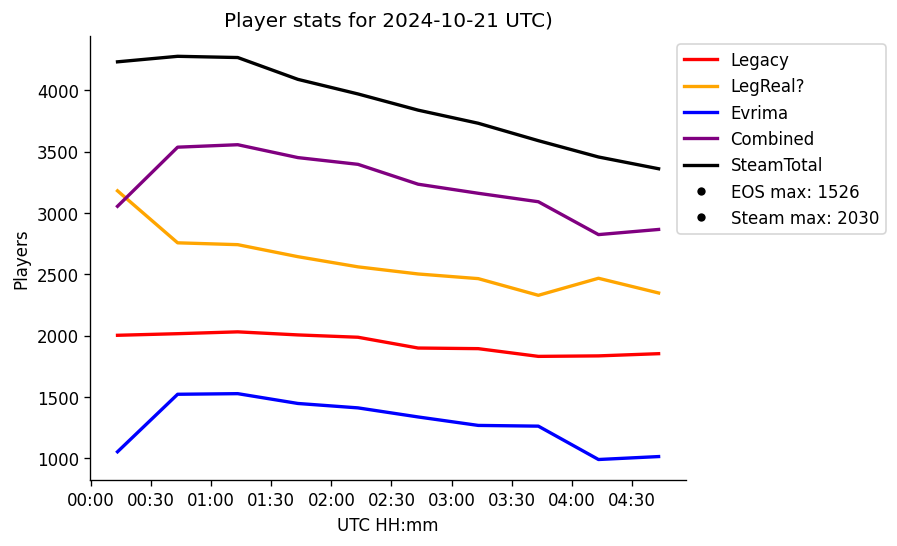 Player stats for 2024-10-21 UTC)
Legacy
LegReal?
Evrima
Combined
SteamTotal
EOS max: 1526
Steam max: 2030
Players
4000
3500
3000
2500
2000
1500
1000
00:00 00:30 01:00 01:30 02:00 02:30 03:00 03:30 04:00 04:30
UTC HH:mm